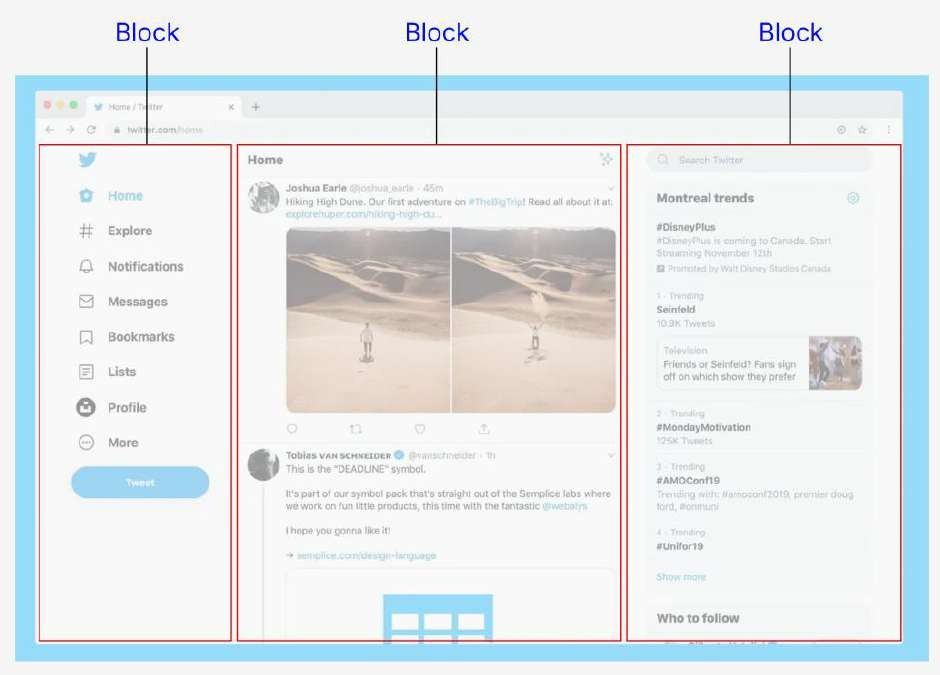 Block
Block
Block
Home / Twitter
twitter.com/home
Home
Explore
Notifications
Messages
Bookmarks
Lists
Profile
More
Tweet
Home
Joshua Earle @joshua_earle · 45m
Hiking High Dune. Our first adventure on #TheBigTrip! Read all about it at:
explorehuper.com/hiking-high-du...
Tobias VAN SCHNEIDER @vanschneider · 1h
This is the "DEADLINE" symbol.
It's part of our symbol pack that's straight out of the Semplice labs where
we work on fun little products, this time with the fantastic @webalys
I hope you gonna like it!
→ semplice.com/design-language
Search Twitter
Montreal trends
#DisneyPlus
#DisneyPlus is coming to Canada. Start
Streaming November 12th
Promoted by Walt Disney Studios Canada
1 · Trending
Seinfeld
10.9K Tweets
Television
Friends or Seinfeld? Fans sign
off on which show they prefer
2 · Trending
#MondayMotivation
125K Tweets
3 · Trending
#AMOConf19
Trending with: #amoconf2019, premier doug
ford, #onmuni
4 · Trending
#Unifor19
Show more
Who to follow